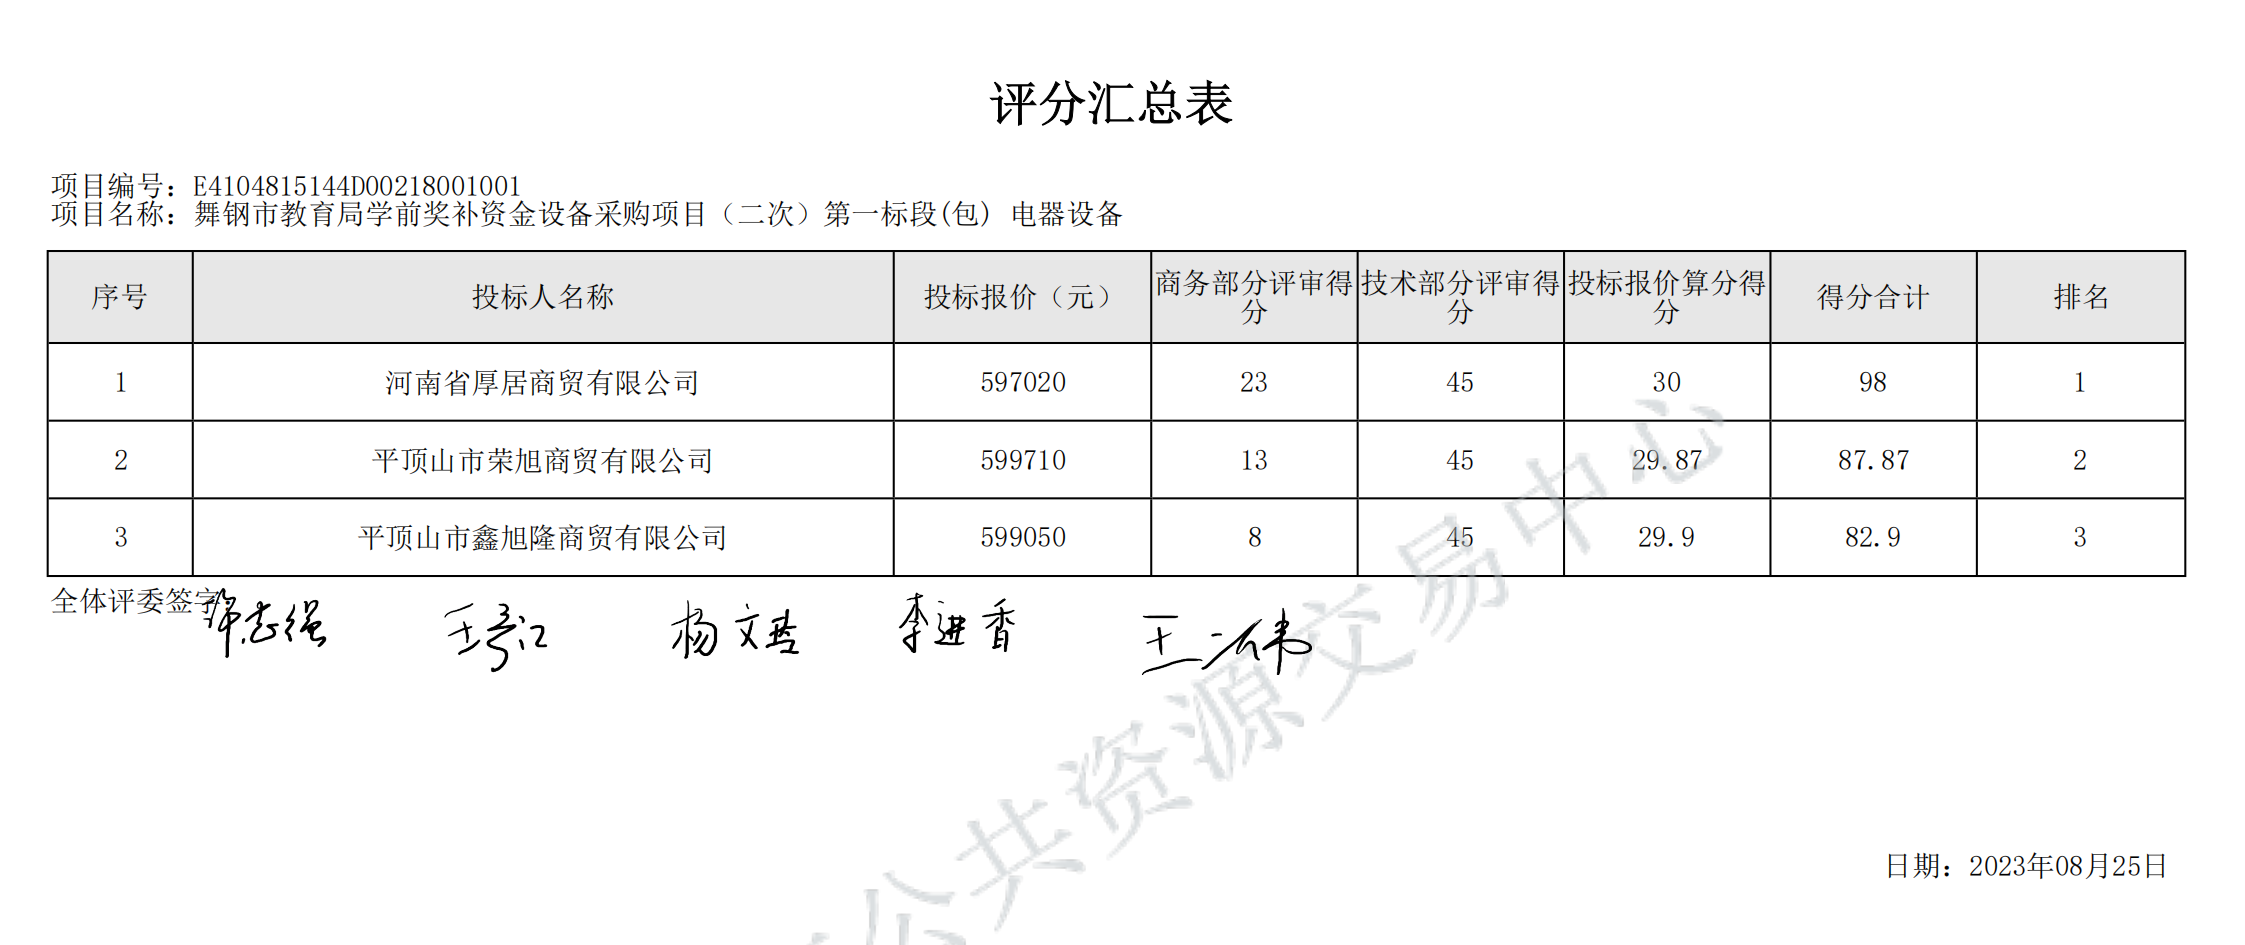 评分汇总表
项目编号：E4104815144D00218001001
项目名称：舞钢市教育局学前奖补资金设备采购项目（二次）第一标段(包) 电器设备
序号 投标人名称 投标报价（元） 商务部分评审得分 技术部分评审得分 投标报价算分得分 得分合计 排名
1 河南省厚居商贸有限公司 597020 23 45 30 98 1
2 平顶山市荣旭商贸有限公司 599710 13 45 29.87 87.87 2
3 平顶山市鑫旭隆商贸有限公司 599050 8 45 29.9 82.9 3
全体评委签字
李进香
日期：2023年08月25日
公共资源交易中心